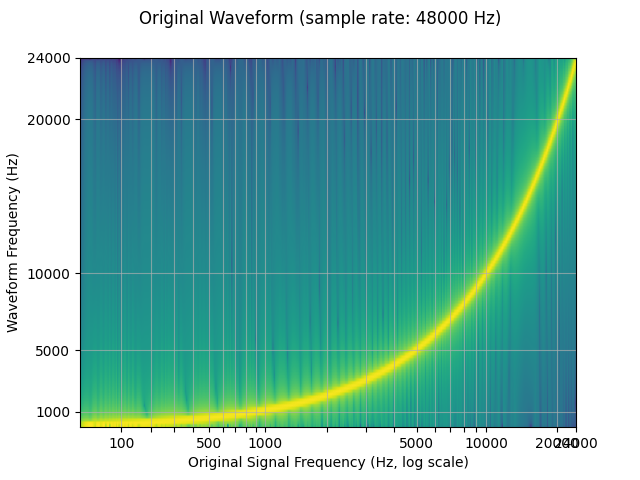 Original Waveform (sample rate: 48000 Hz)
24000
20000
10000
5000
1000
Waveform Frequency (Hz)
100 500 1000 5000 10000 20000 24000
Original Signal Frequency (Hz, log scale)